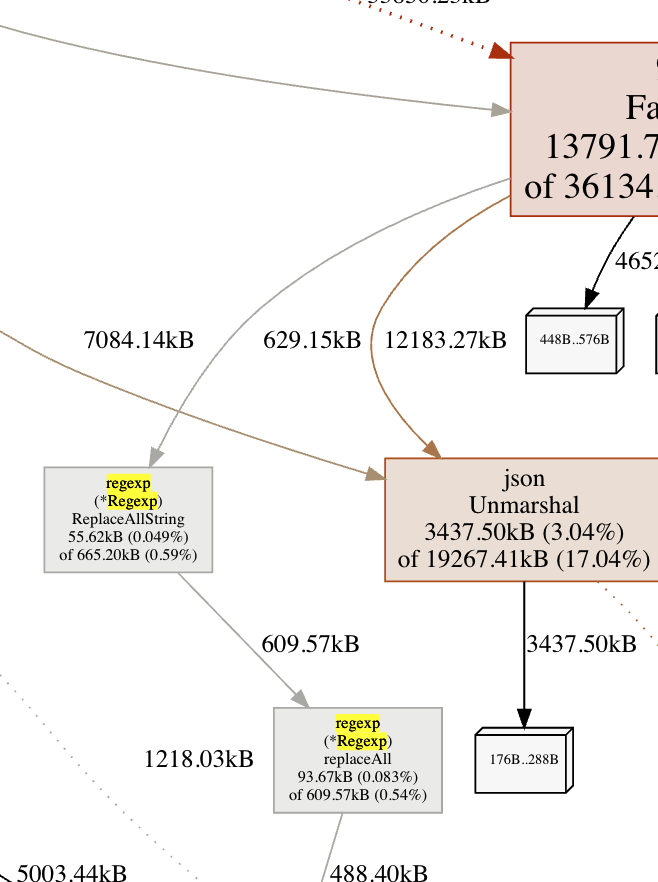 13791.7
of 36134.
4652
7084.14kB
629.15kB
12183.27kB
448B..576B
regexp
(*Regexp)
ReplaceAllString
55.62kB (0.049%)
of 665.20kB (0.59%)
json
Unmarshal
3437.50kB (3.04%)
of 19267.41kB (17.04%)
609.57kB
3437.50kB
regexp
(*Regexp)
replaceAll
93.67kB (0.083%)
of 609.57kB (0.54%)
1218.03kB
176B..288B
5003.44kB
488.40kB